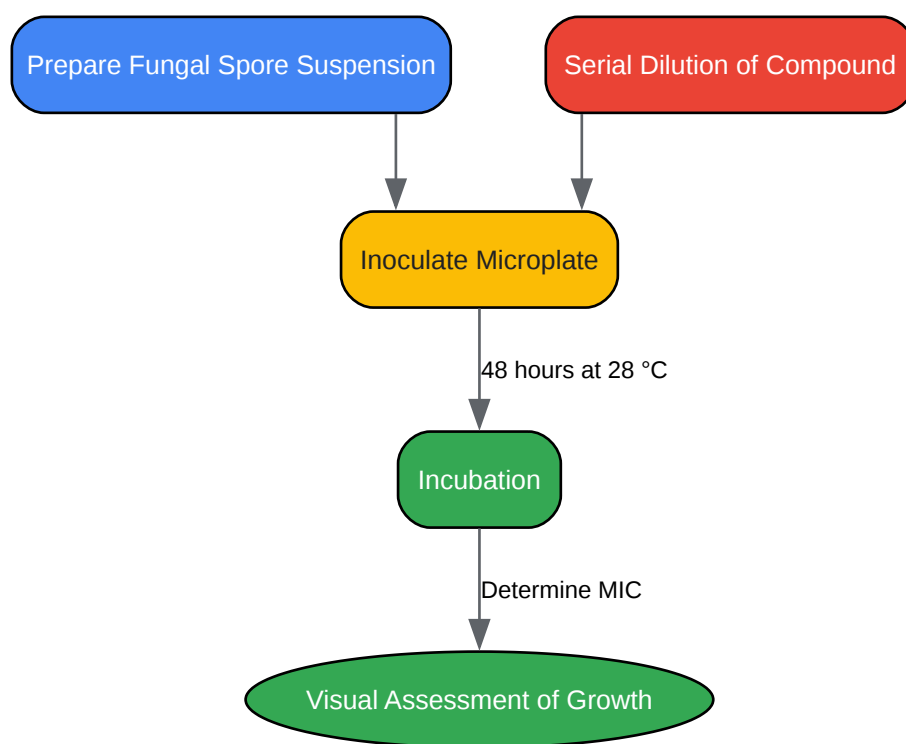 Prepare Fungal Spore Suspension
Serial Dilution of Compound
Inoculate Microplate
48 hours at 28 °C
Incubation
Determine MIC
Visual Assessment of Growth